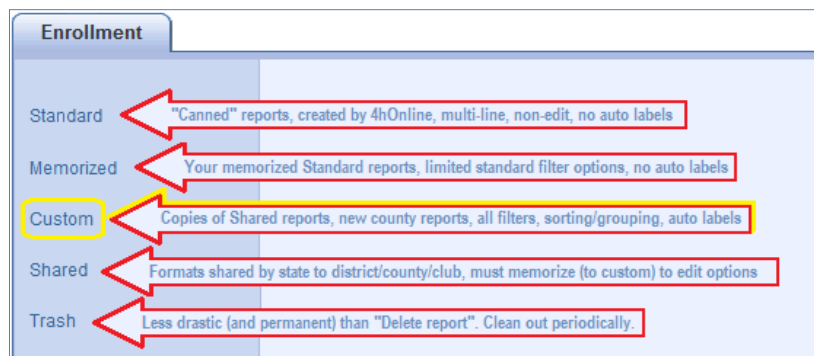 Enrollment
Standard "Canned" reports, created by 4hOnline, multi-line, non-edit, no auto labels
Memorized Your memorized Standard reports, limited standard filter options, no auto labels
Custom Copies of Shared reports, new county reports, all filters, sorting/grouping, auto labels
Shared Formats shared by state to district/county/club, must memorize (to custom) to edit options
Trash Less drastic (and permanent) than "Delete report". Clean out periodically.